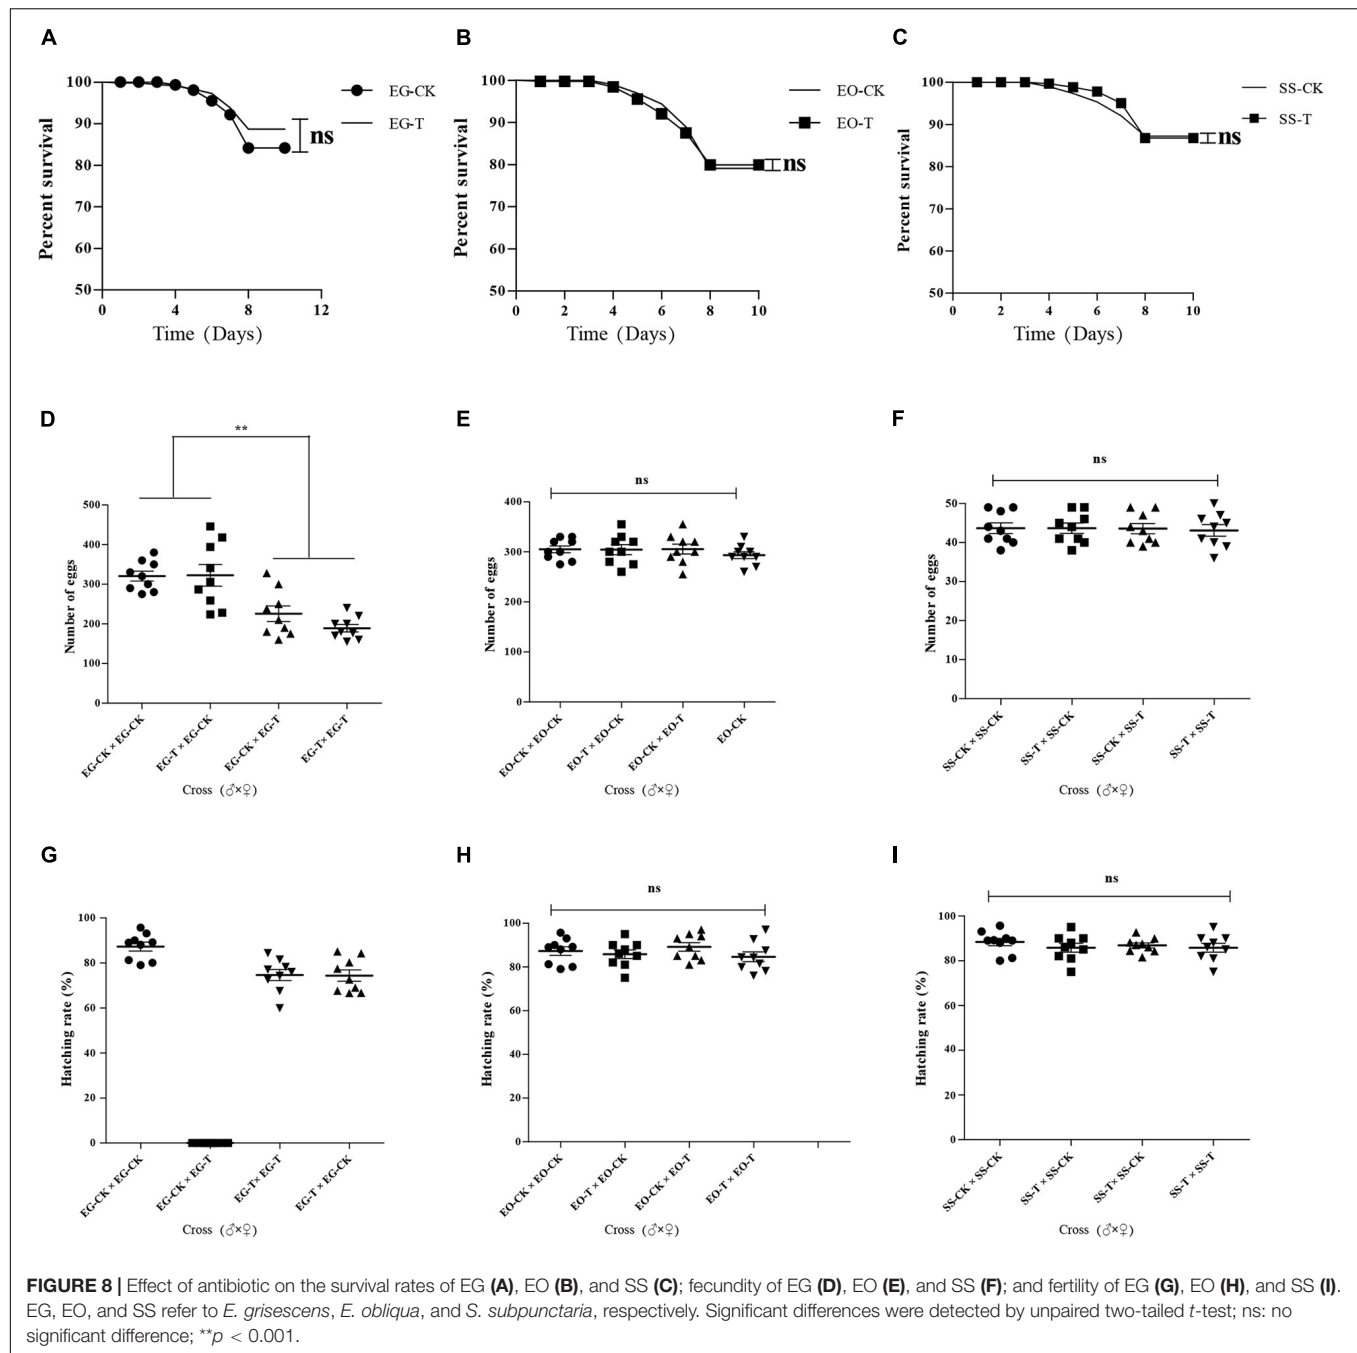 A
B
C
100
90
80
70
60
50
Percent survival
0
4
8
12
Time (Days)
EG-CK
EG-T
ns
100
90
80
70
60
50
Percent survival
0
2
4
6
8
10
Time (Days)
EO-CK
EO-T
ns
100
90
80
70
60
50
Percent survival
0
2
4
6
8
10
Time (Days)
SS-CK
SS-T
ns
D
E
F
**
500
400
300
200
100
0
Number of eggs
EG-CK × EG-CK
EG-T × EG-CK
EG-CK × EG-T
EG-T× EG-T
Cross (♂×♀)
ns
400
300
200
100
0
Number of eggs
EO-CK × EO-CK
EO-T × EO-CK
EO-CK × EO-T
EO-CK
Cross (♂×♀)
ns
50
40
30
20
10
0
Number of eggs
SS-CK × SS-CK
SS-T × SS-CK
SS-CK × SS-T
SS-T × SS-T
Cross (♂×♀)
G
H
I
100
80
60
40
20
0
Hatching rate (%)
EG-CK × EG-CK
EG-CK × EG-T
EG-T× EG-T
EG-T × EG-CK
Cross (♂×♀)
ns
100
80
60
40
20
0
Hatching rate (%)
EO-CK × EO-CK
EO-T × EO-CK
EO-CK × EO-T
EO-T × EO-T
Cross (♂×♀)
ns
100
80
60
40
20
0
Hatching rate (%)
SS-CK × SS-CK
SS-T × SS-CK
SS-T× SS-CK
SS-T × SS-T
Cross (♂×♀)
FIGURE 8 | Effect of antibiotic on the survival rates of EG (A), EO (B), and SS (C); fecundity of EG (D), EO (E), and SS (F); and fertility of EG (G), EO (H), and SS (I).
EG, EO, and SS refer to E. grisescens, E. obliqua, and S. subpunctaria, respectively. Significant differences were detected by unpaired two-tailed t-test; ns: no
significant difference; **p < 0.001.